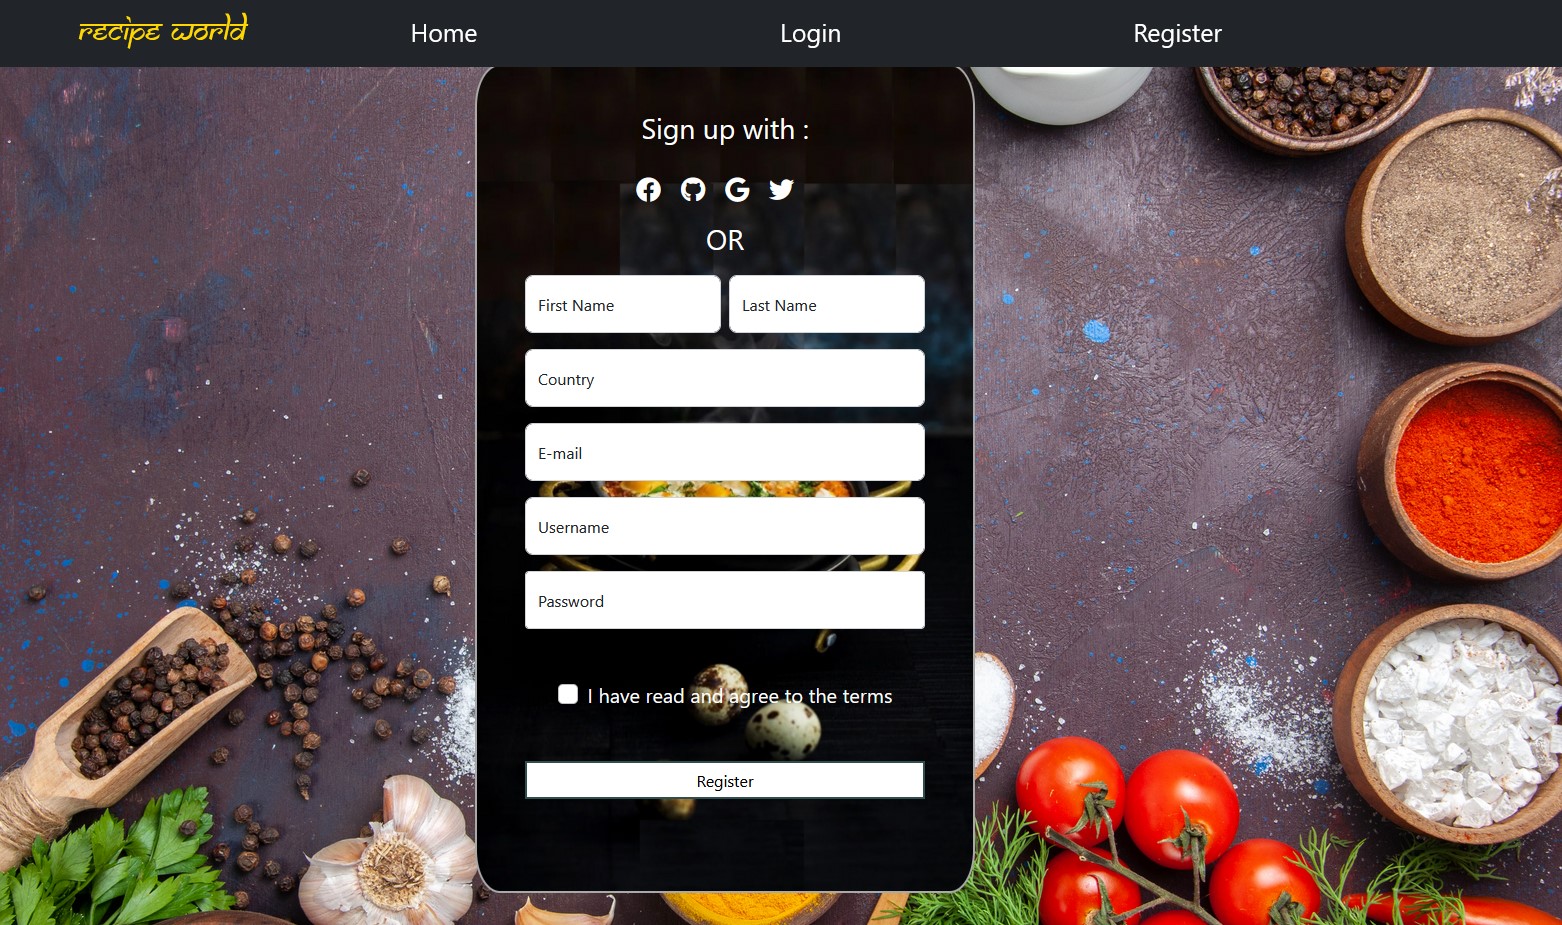 recipe world Home Login Register
Sign up with :
OR
First Name Last Name
Country
E-mail
Username
Password
I have read and agree to the terms
Register